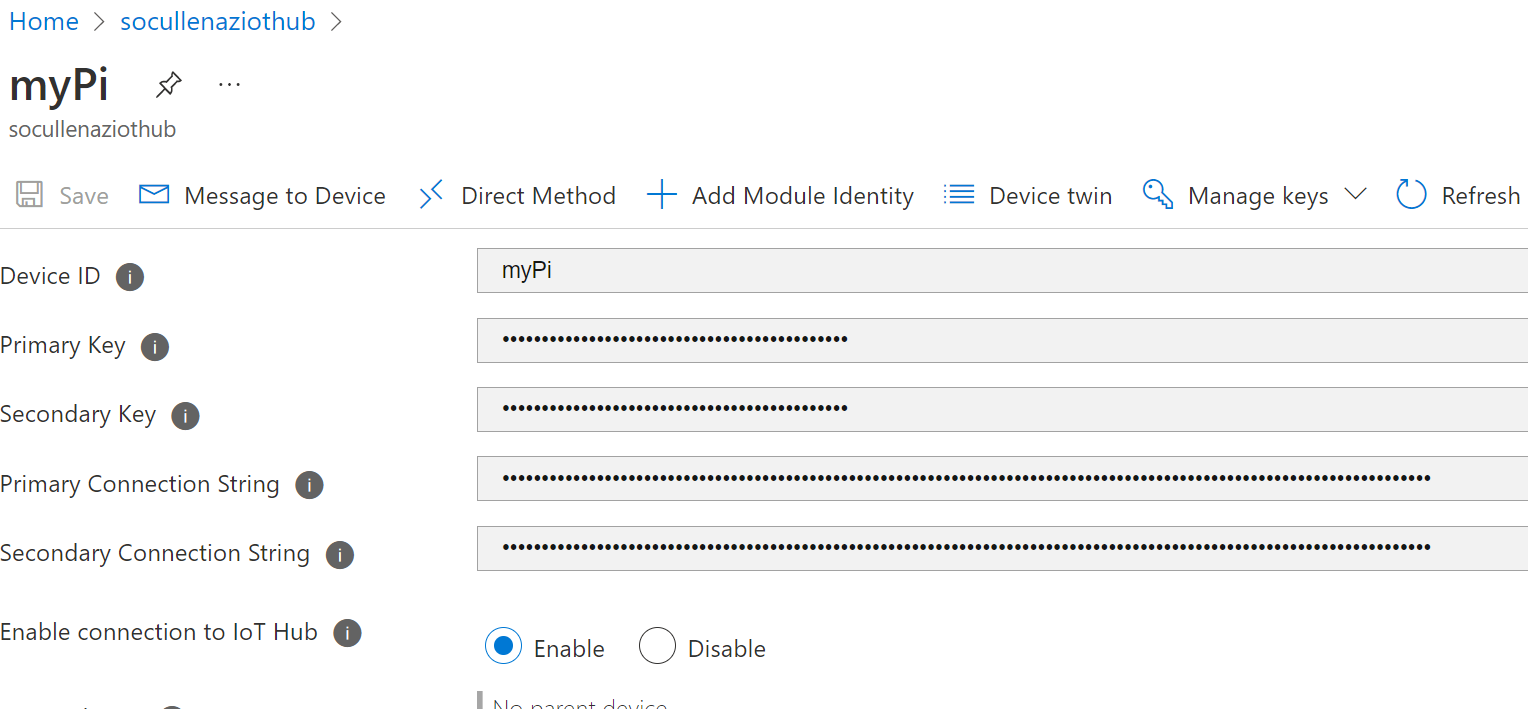 Home > socullenaziothub >
myPi ...
socullenaziothub
Save Message to Device Direct Method Add Module Identity Device twin Manage keys Refresh
Device ID i myPi
Primary Key i ••••••••••••••••••••••••••••••••••••••••••••
Secondary Key i ••••••••••••••••••••••••••••••••••••••••••••
Primary Connection String i
Secondary Connection String i
Enable connection to IoT Hub i Enable Disable
No parent device